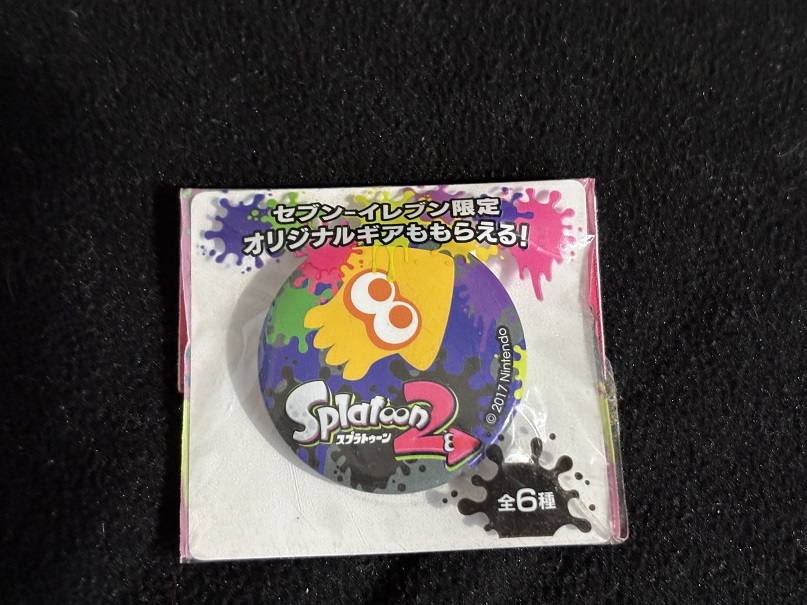 セブン-イレブン限定
オリジナルギアももらえる!
Splatoon 2
スプラトゥーン
© 2017 Nintendo
全6種